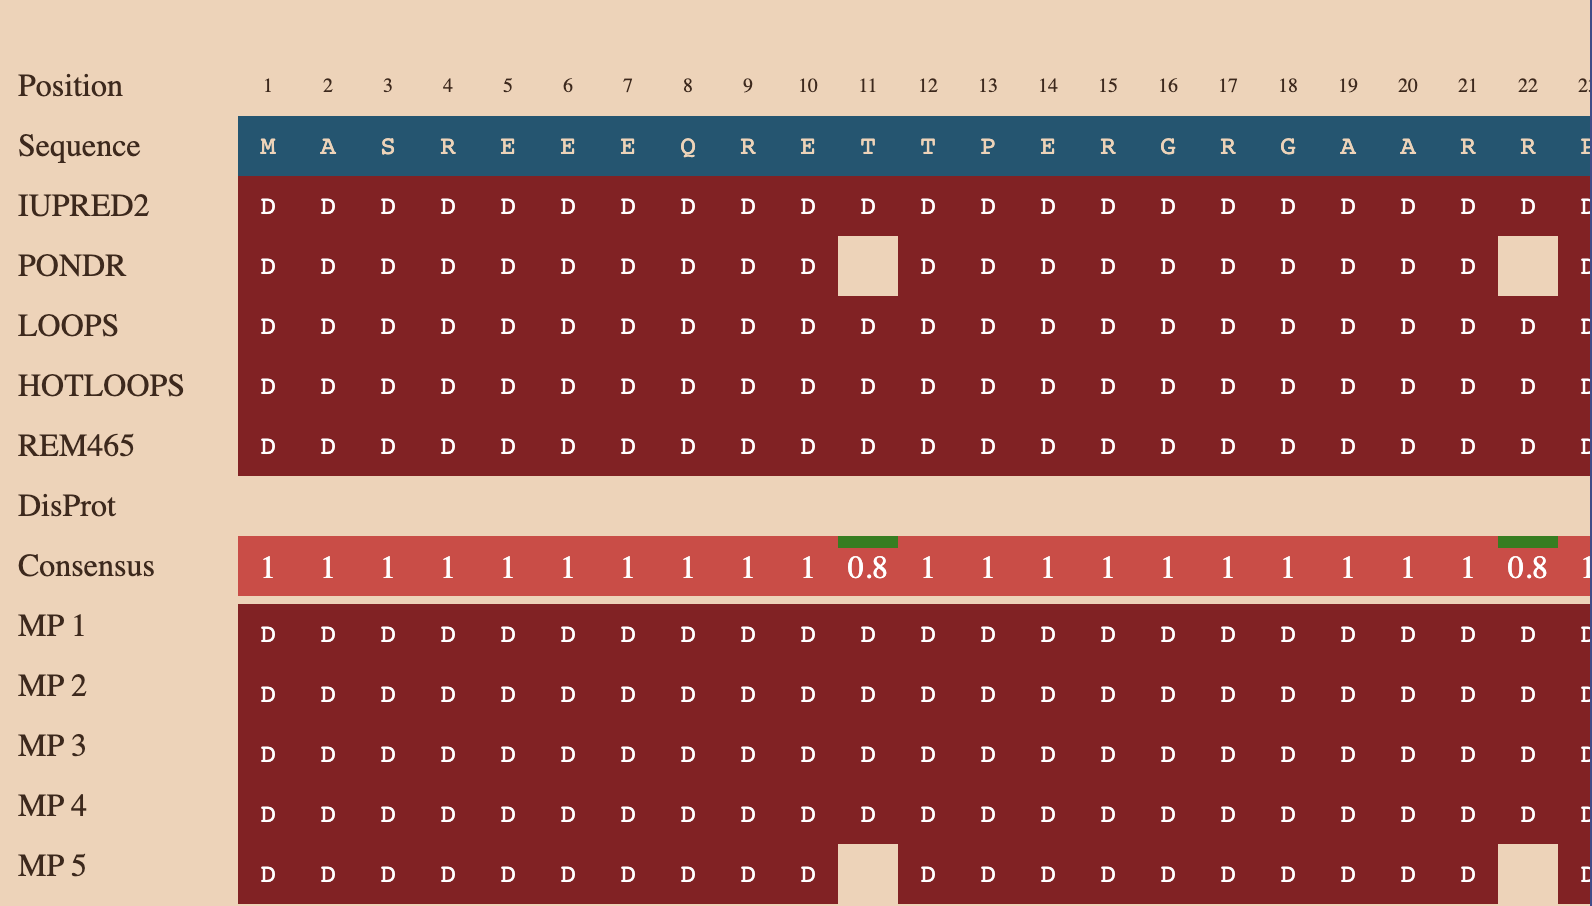 Position 1 2 3 4 5 6 7 8 9 10 11 12 13 14 15 16 17 18 19 20 21 22
Sequence M A S R E E E Q R E T T P E R G R G A A R R
IUPRED2 D D D D D D D D D D D D D D D D D D D D D D D
PONDR D D D D D D D D D D D D D D D D D D D D D
LOOPS D D D D D D D D D D D D D D D D D D D D D D D
HOTLOOPS D D D D D D D D D D D D D D D D D D D D D D D
REM465 D D D D D D D D D D D D D D D D D D D D D D D
DisProt
Consensus 1 1 1 1 1 1 1 1 1 1 0.8 1 1 1 1 1 1 1 1 1 1 0.8 1
MP 1 D D D D D D D D D D D D D D D D D D D D D D D
MP 2 D D D D D D D D D D D D D D D D D D D D D D D
MP 3 D D D D D D D D D D D D D D D D D D D D D D D
MP 4 D D D D D D D D D D D D D D D D D D D D D D D
MP 5 D D D D D D D D D D D D D D D D D D D D D